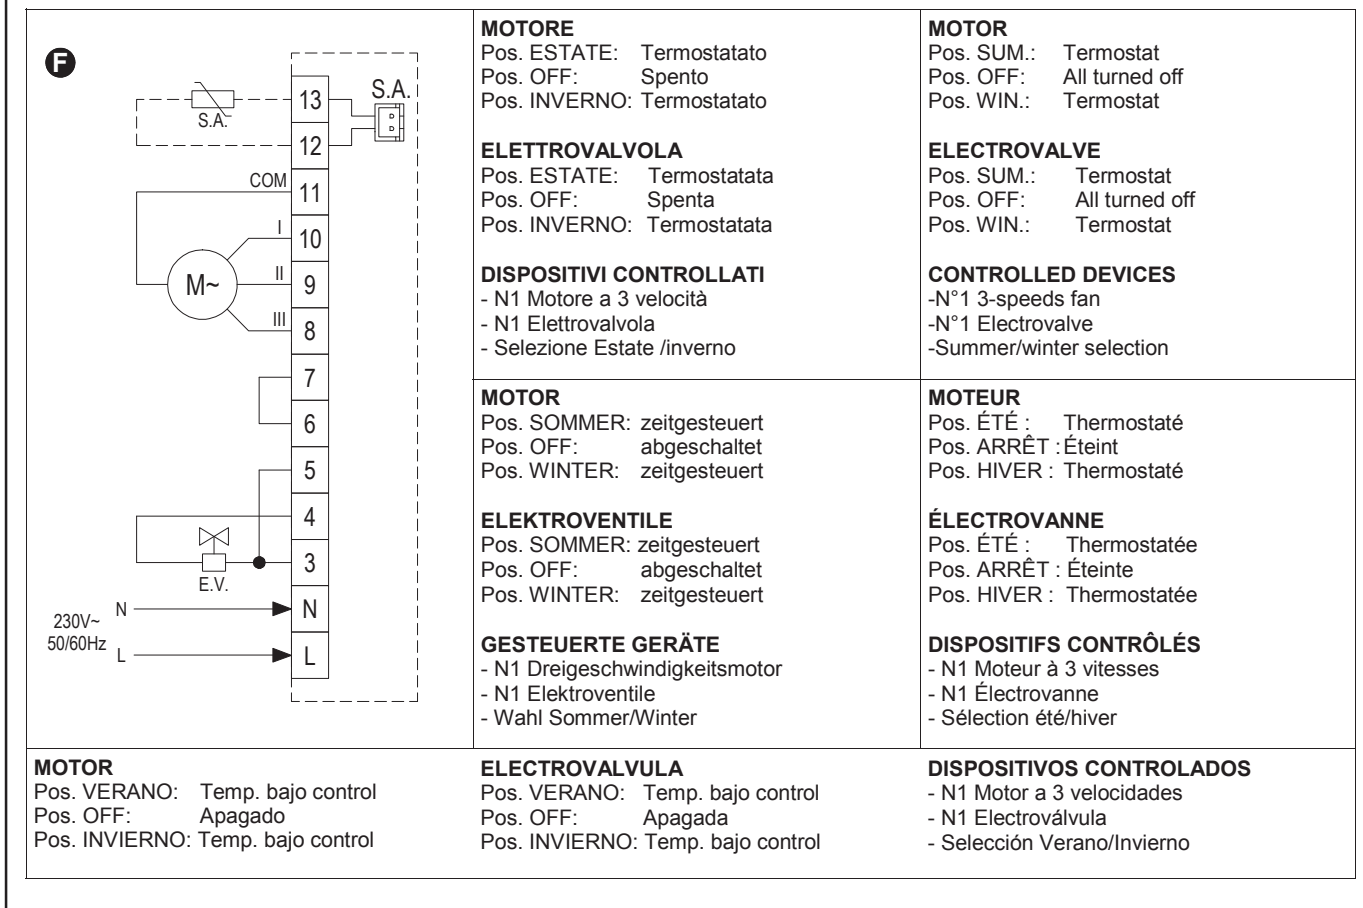 F
S.A.
S.A.
13
12
COM
11
I
10
M~
II
9
III
8
7
6
5
4
3
E.V.
230V~
50/60Hz
N
N
L
L
MOTORE
Pos. ESTATE: Termostatato
Pos. OFF: Spento
Pos. INVERNO: Termostatato
ELETTROVALVOLA
Pos. ESTATE: Termostatata
Pos. OFF: Spenta
Pos. INVERNO: Termostatata
DISPOSITIVI CONTROLLATI
- N1 Motore a 3 velocità
- N1 Elettrovalvola
- Selezione Estate /inverno
MOTOR
Pos. SUM.: Termostat
Pos. OFF: All turned off
Pos. WIN.: Termostat
ELECTROVALVE
Pos. SUM.: Termostat
Pos. OFF: All turned off
Pos. WIN.: Termostat
CONTROLLED DEVICES
-N°1 3-speeds fan
-N°1 Electrovalve
-Summer/winter selection
MOTOR
Pos. SOMMER: zeitgesteuert
Pos. OFF: abgeschaltet
Pos. WINTER: zeitgesteuert
ELEKTROVENTILE
Pos. SOMMER: zeitgesteuert
Pos. OFF: abgeschaltet
Pos. WINTER: zeitgesteuert
GESTEUERTE GERÄTE
- N1 Dreigeschwindigkeitsmotor
- N1 Elektroventile
- Wahl Sommer/Winter
MOTEUR
Pos. ÉTÉ : Thermostaté
Pos. ARRÊT : Éteint
Pos. HIVER : Thermostaté
ÉLECTROVANNE
Pos. ÉTÉ : Thermostatée
Pos. ARRÊT : Éteinte
Pos. HIVER : Thermostatée
DISPOSITIFS CONTRÔLÉS
- N1 Moteur à 3 vitesses
- N1 Électrovanne
- Sélection été/hiver
MOTOR
Pos. VERANO: Temp. bajo control
Pos. OFF: Apagado
Pos. INVIERNO: Temp. bajo control
ELECTROVALVULA
Pos. VERANO: Temp. bajo control
Pos. OFF: Apagada
Pos. INVIERNO: Temp. bajo control
DISPOSITIVOS CONTROLADOS
- N1 Motor a 3 velocidades
- N1 Electroválvula
- Selección Verano/Invierno